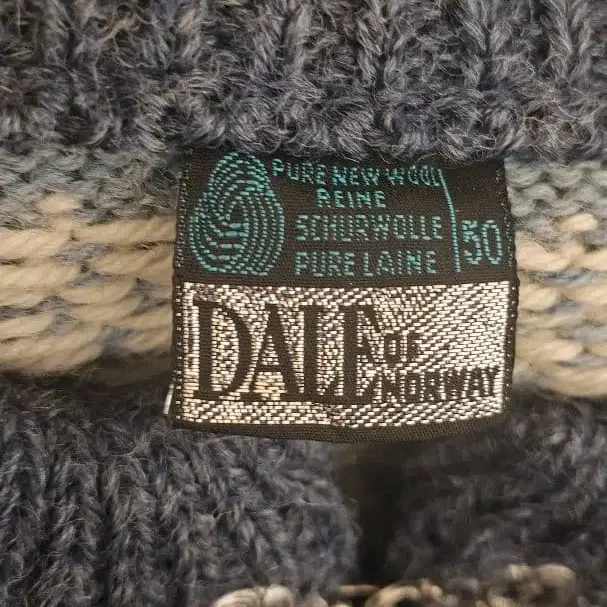 PURE NEW WOOL
REINE
SCHURWOLLE
PURE LAINE
50
DALE OF NORWAY